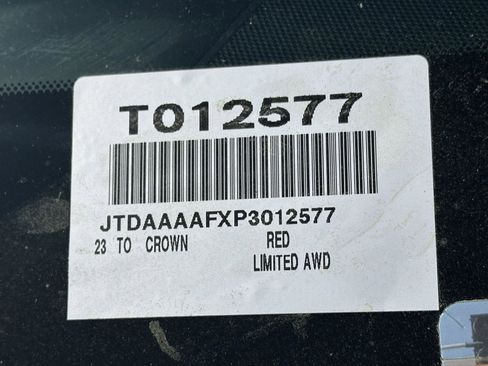 T012577
JTDAAAAFXP3012577
23 TO CROWN RED
LIMITED AWD